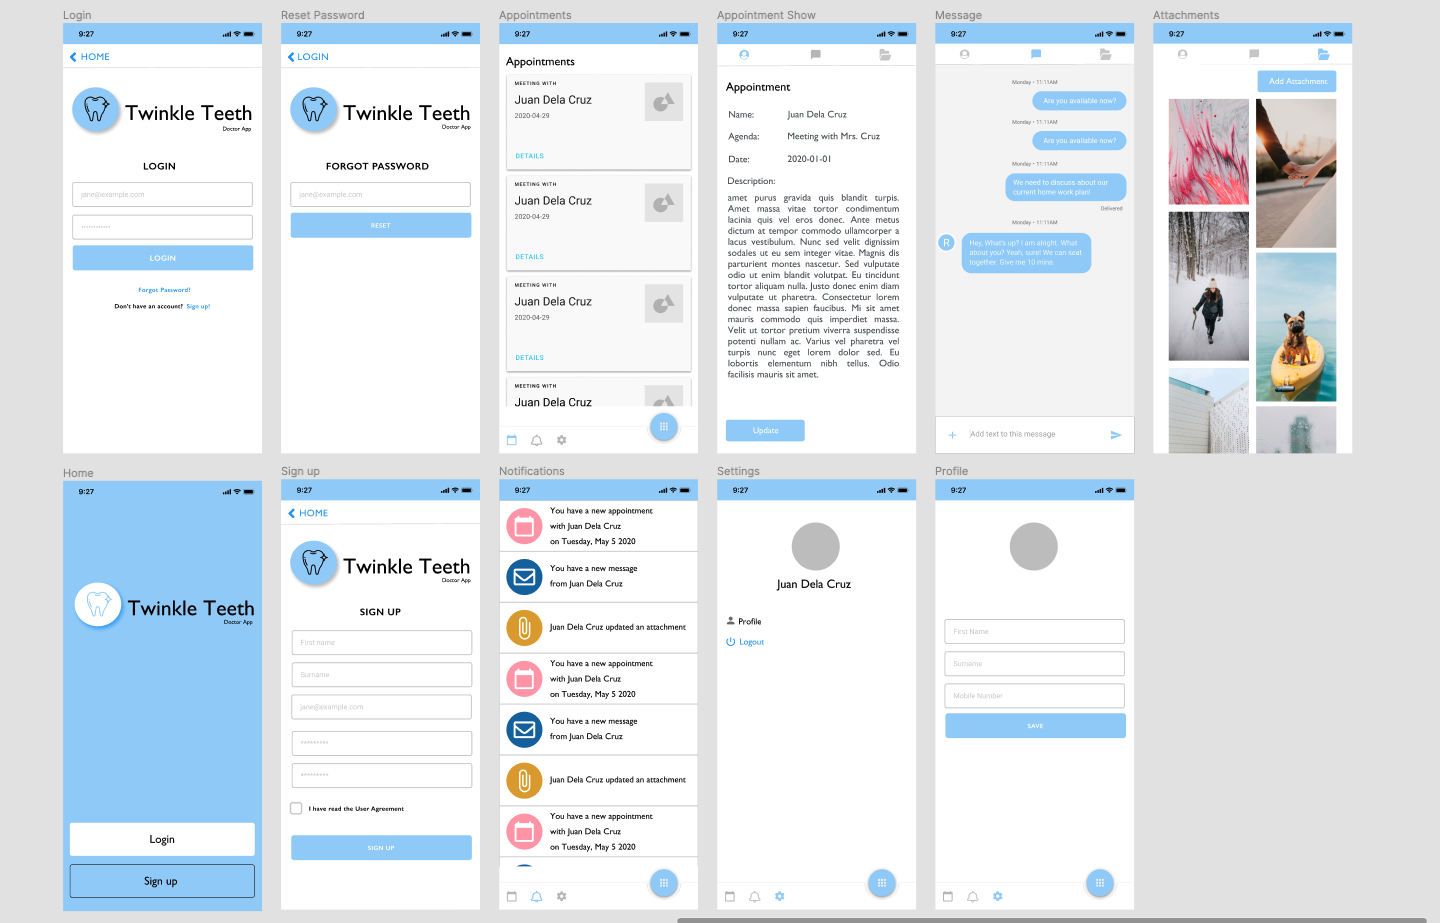 Login
9:27
HOME
Twinkle Teeth
Doctor App
LOGIN
jane@example.com
············
LOGIN
Forgot Password?
Don't have an account? Sign up!
Reset Password
9:27
LOGIN
Twinkle Teeth
Doctor App
FORGOT PASSWORD
jane@example.com
RESET
Appointments
9:27
Appointments
MEETING WITH
Juan Dela Cruz
2020-04-29
DETAILS
MEETING WITH
Juan Dela Cruz
2020-04-29
DETAILS
MEETING WITH
Juan Dela Cruz
2020-04-29
DETAILS
MEETING WITH
Juan Dela Cruz
Appointment Show
9:27
Appointment
Name: Juan Dela Cruz
Agenda: Meeting with Mrs. Cruz
Date: 2020-01-01
Description:
amet purus gravida quis blandit turpis.
Amet massa vitae tortor condimentum
lacinia quis vel eros donec. Ante metus
dictum at tempor commodo ullamcorper a
lacus vestibulum. Nunc sed velit dignissim
sodales ut eu sem integer vitae. Magnis dis
parturient montes nascetur. Sed vulputate
odio ut enim blandit volutpat. Eu tincidunt
tortor aliquam nulla. Justo donec enim diam
vulputate ut pharetra. Consectetur lorem
donec massa sapien faucibus. Mi sit amet
mauris commodo quis imperdiet massa.
Velit ut tortor pretium viverra suspendisse
potenti nullam ac. Varius vel pharetra vel
turpis nunc eget lorem dolor sed. Eu
lobortis elementum nibh tellus. Odio
facilisis mauris sit amet.
Update
Message
9:27
Monday • 11:11AM
Are you available now?
Monday • 11:11AM
Are you available now?
Monday • 11:11AM
We need to discuss about our
current home work plan!
Delivered
Monday • 11:11AM
R
Hey, What's up? I am alright. What
about you? Yeah, sure! We can seat
together. Give me 10 mins.
Add text to this message
Attachments
9:27
Add Attachment
Home
9:27
Twinkle Teeth
Doctor App
Login
Sign up
Sign up
9:27
HOME
Twinkle Teeth
Doctor App
SIGN UP
First name
Surname
jane@example.com
*********
*********
I have read the User Agreement
SIGN UP
Notifications
9:27
You have a new appointment
with Juan Dela Cruz
on Tuesday, May 5 2020
You have a new message
from Juan Dela Cruz
Juan Dela Cruz updated an attachment
You have a new appointment
with Juan Dela Cruz
on Tuesday, May 5 2020
You have a new message
from Juan Dela Cruz
Juan Dela Cruz updated an attachment
You have a new appointment
with Juan Dela Cruz
on Tuesday, May 5 2020
Settings
9:27
Juan Dela Cruz
Profile
Logout
Profile
9:27
First Name
Surname
Mobile Number
SAVE